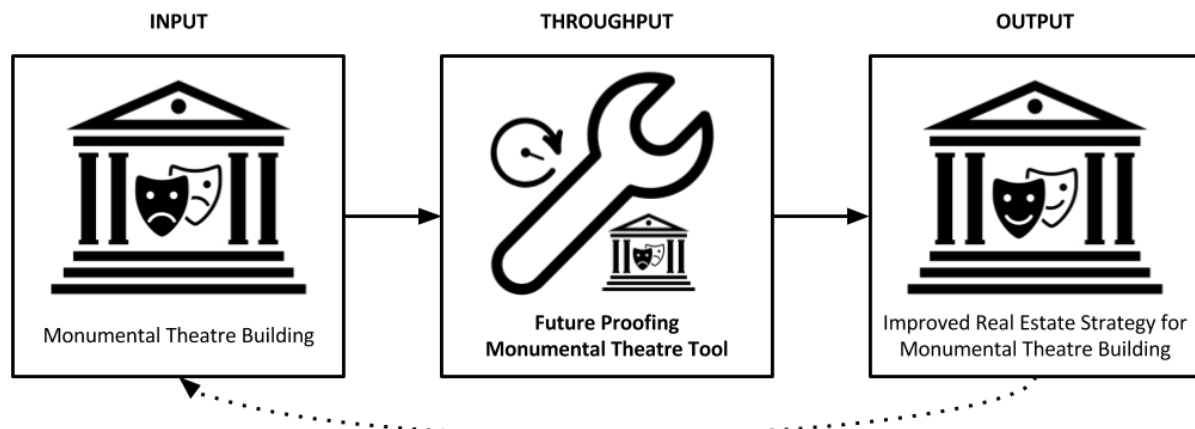 INPUT
THROUGHPUT
OUTPUT
Monumental Theatre Building
Future Proofing
Monumental Theatre Tool
Improved Real Estate Strategy for
Monumental Theatre Building